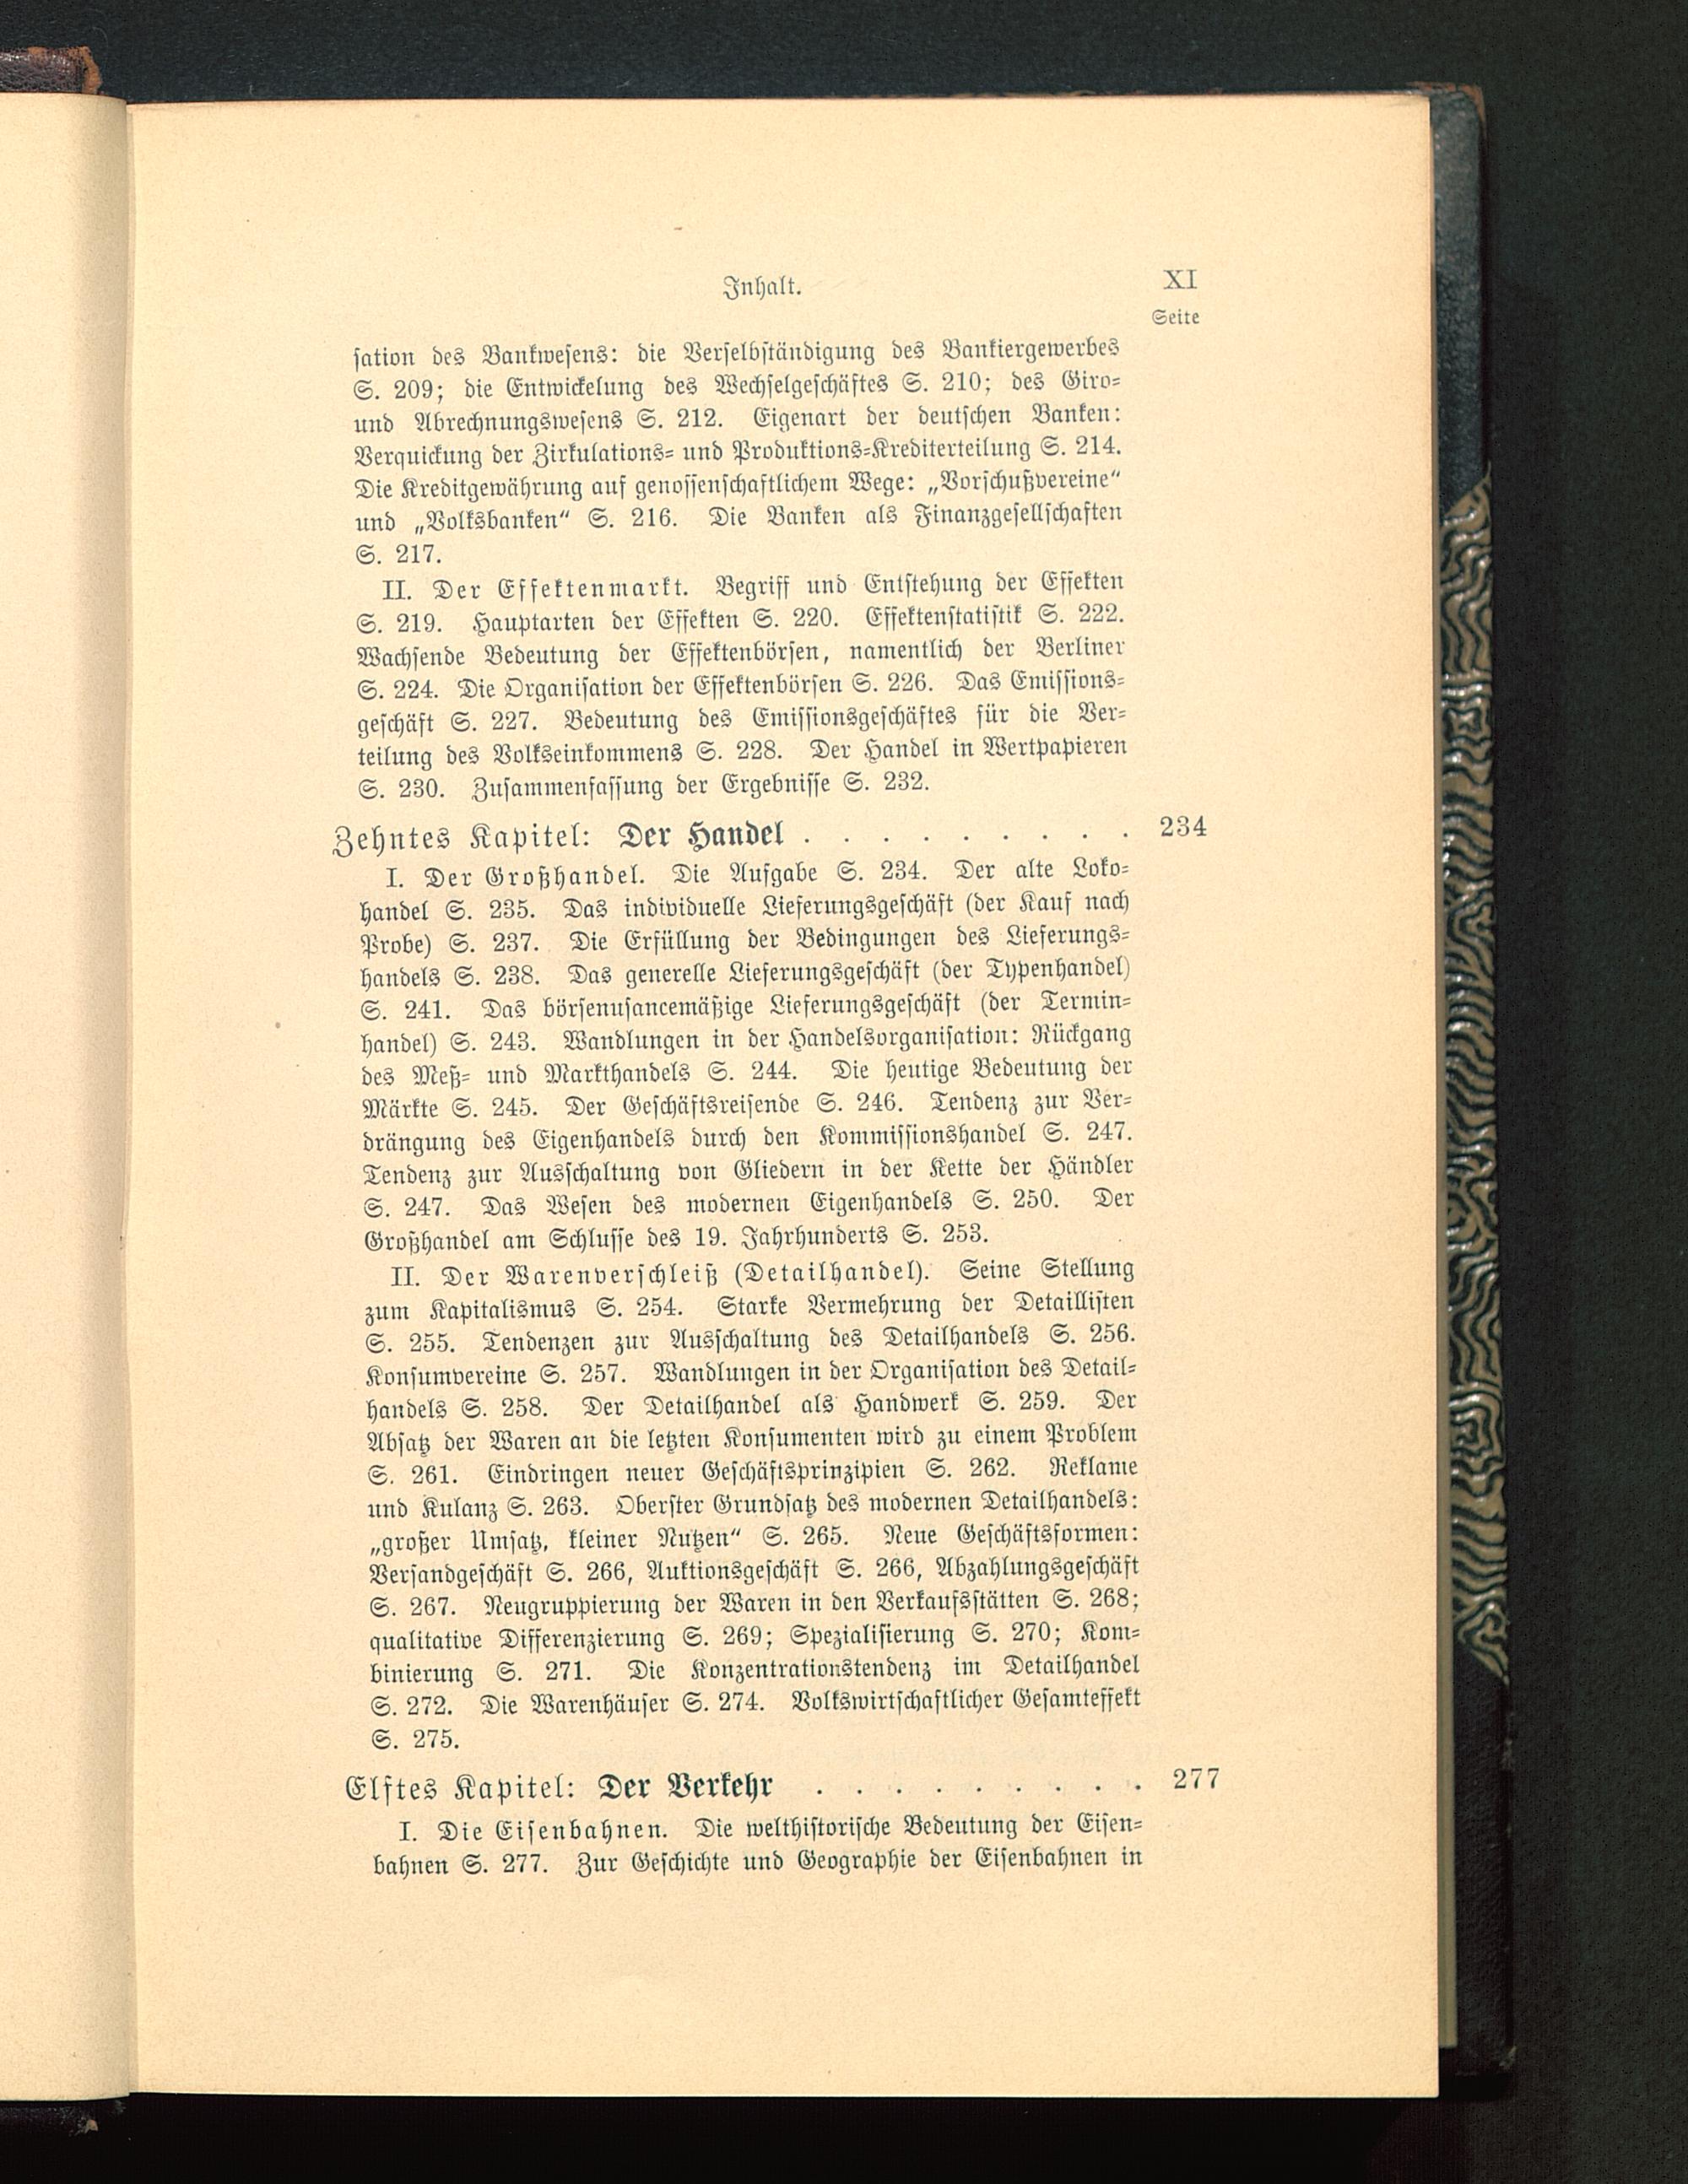 Inhalt. XI
Seite
sation des Bankwesens: die Verselbständigung des Bankiergewerbes
S. 209; die Entwickelung des Wechselgeschäftes S. 210; des Giro-
und Abrechnungswesens S. 212. Eigenart der deutschen Banken:
Verquickung der Zirkulations- und Produktions-Krediterteilung S. 214.
Die Kreditgewährung auf genossenschaftlichem Wege: „Vorschußvereine“
und „Volksbanken“ S. 216. Die Banken als Finanzgesellschaften
S. 217.
II. Der Effektenmarkt. Begriff und Entstehung der Effekten
S. 219. Hauptarten der Effekten S. 220. Effektenstatistik S. 222.
Wachsende Bedeutung der Effektenbörsen, namentlich der Berliner
S. 224. Die Organisation der Effektenbörsen S. 226. Das Emissions-
geschäft S. 227. Bedeutung des Emissionsgeschäftes für die Ver-
teilung des Volkseinkommens S. 228. Der Handel in Wertpapieren
S. 230. Zusammenfassung der Ergebnisse S. 232.
Zehntes Kapitel: Der Handel . . . . . . . . . 234
I. Der Großhandel. Die Aufgabe S. 234. Der alte Loko-
handel S. 235. Das individuelle Lieferungsgeschäft (der Kauf nach
Probe) S. 237. Die Erfüllung der Bedingungen des Lieferungs-
handels S. 238. Das generelle Lieferungsgeschäft (der Typenhandel)
S. 241. Das börsenusancemäßige Lieferungsgeschäft (der Termin-
handel) S. 243. Wandlungen in der Handelsorganisation: Rückgang
des Meß- und Markthandels S. 244. Die heutige Bedeutung der
Märkte S. 245. Der Geschäftsreisende S. 246. Tendenz zur Ver-
drängung des Eigenhandels durch den Kommissionshandel S. 247.
Tendenz zur Ausschaltung von Gliedern in der Kette der Händler
S. 247. Das Wesen des modernen Eigenhandels S. 250. Der
Großhandel am Schlusse des 19. Jahrhunderts S. 253.
II. Der Warenverschleiß (Detailhandel). Seine Stellung
zum Kapitalismus S. 254. Starke Vermehrung der Detaillisten
S. 255. Tendenzen zur Ausschaltung des Detailhandels S. 256.
Konsumvereine S. 257. Wandlungen in der Organisation des Detail-
handels S. 258. Der Detailhandel als Handwerk S. 259. Der
Absatz der Waren an die letzten Konsumenten wird zu einem Problem
S. 261. Eindringen neuer Geschäftsprinzipien S. 262. Reklame
und Kulanz S. 263. Oberster Grundsatz des modernen Detailhandels:
„großer Umsatz, kleiner Nutzen“ S. 265. Neue Geschäftsformen:
Versandgeschäft S. 266, Auktionsgeschäft S. 266, Abzahlungsgeschäft
S. 267. Neugruppierung der Waren in den Verkaufsstätten S. 268;
qualitative Differenzierung S. 269; Spezialisierung S. 270; Kom-
binierung S. 271. Die Konzentrationstendenz im Detailhandel
S. 272. Die Warenhäuser S. 274. Volkswirtschaftlicher Gesamteffekt
S. 275.
Elftes Kapitel: Der Verkehr . . . . . . . . . 277
I. Die Eisenbahnen. Die welthistorische Bedeutung der Eisen-
bahnen S. 277. Zur Geschichte und Geographie der Eisenbahnen in